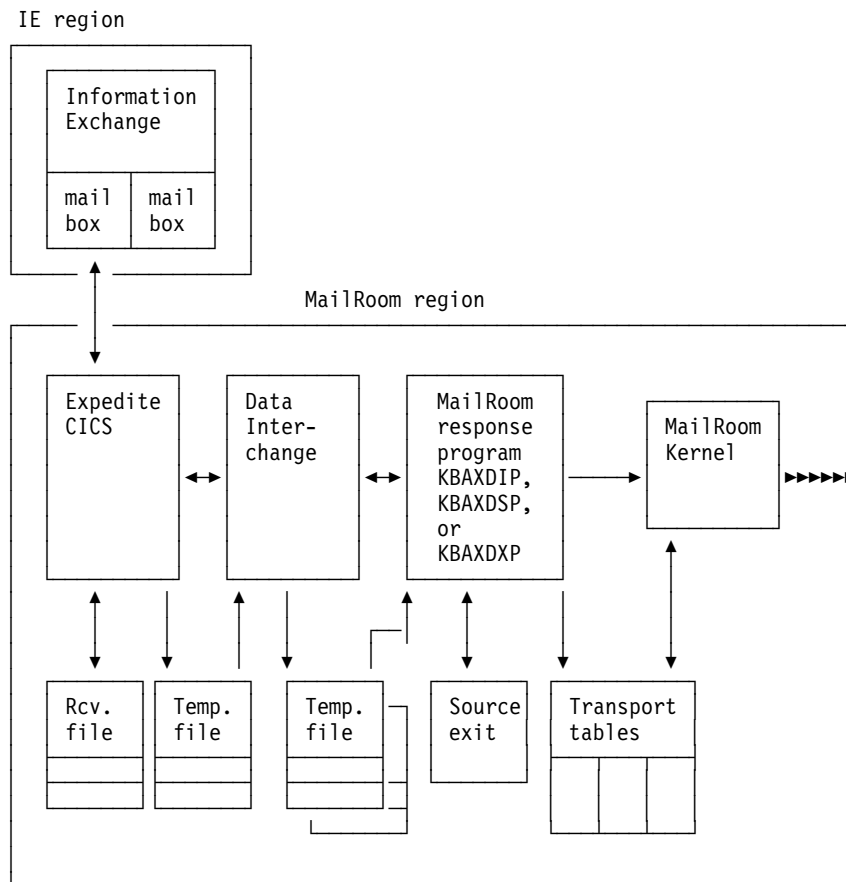 IE region
Information
Exchange
mail
box
mail
box
MailRoom region
Expedite
CICS
Data
Inter-
change
MailRoom
response
program
KBAXDIP,
KBAXDSP,
or
KBAXDXP
MailRoom
Kernel
Rcv.
file
Temp.
file
Temp.
file
Source
exit
Transport
tables